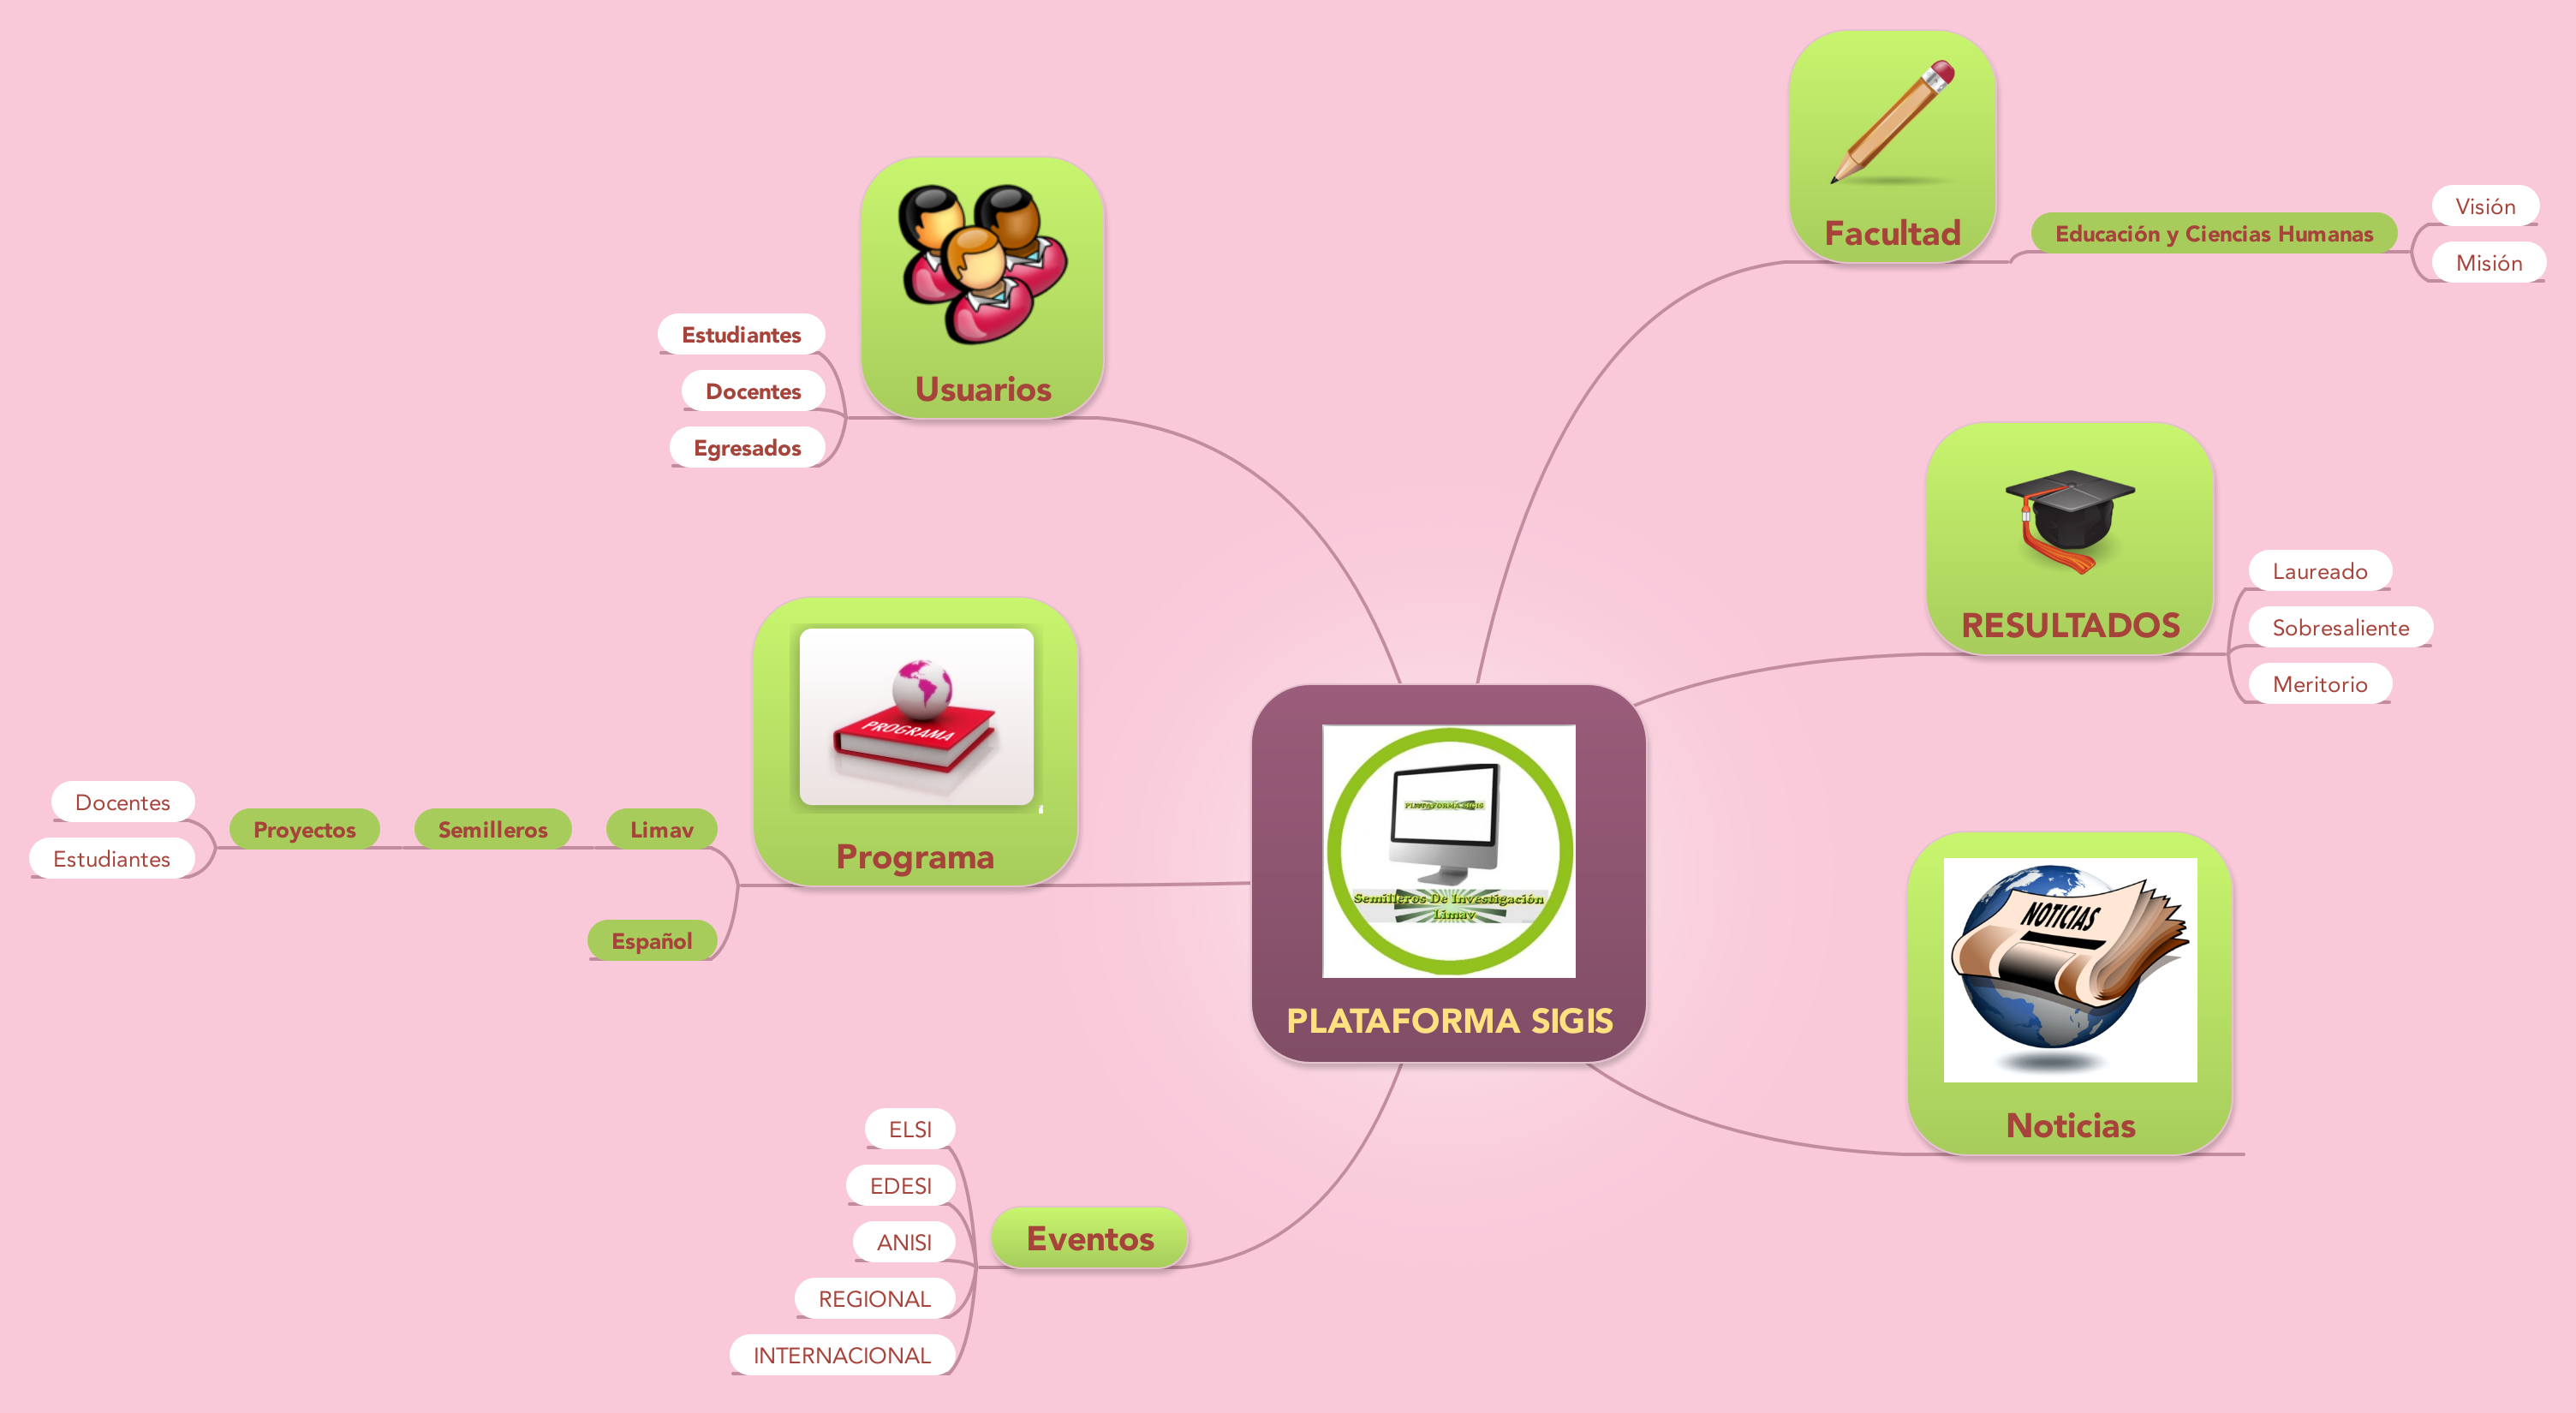 Facultad
Educación y Ciencias Humanas
Visión
Misión
Usuarios
Estudiantes
Docentes
Egresados
RESULTADOS
Laureado
Sobresaliente
Meritorio
PROGRAMA
Programa
Limav
Semilleros
Proyectos
Docentes
Estudiantes
Español
PLATAFORMA SIGIS
Semilleros De Investigación
Limav
PLATAFORMA SIGIS
NOTICIAS
Noticias
Eventos
ELSI
EDESI
ANISI
REGIONAL
INTERNACIONAL